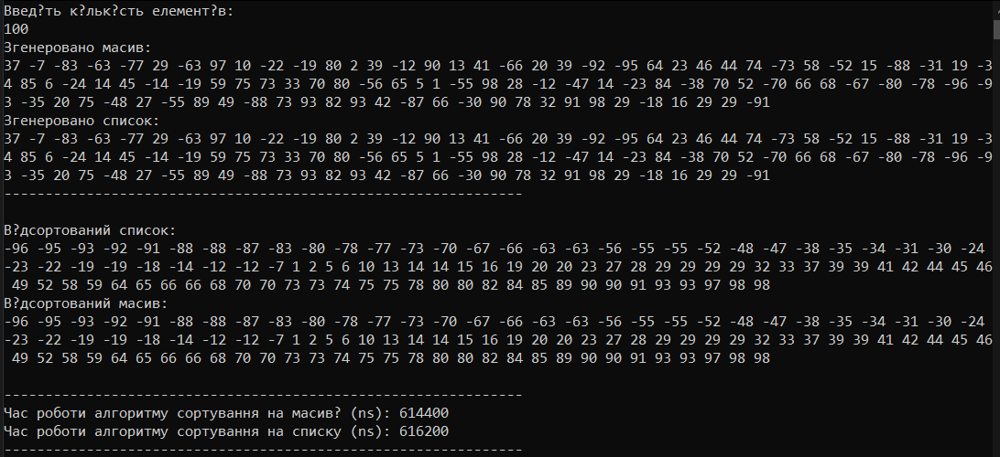 Введ?ть к?льк?сть елемент?в:
100
Згенеровано масив:
37 -7 -83 -63 -77 29 -63 97 10 -22 -19 80 2 39 -12 90 13 41 -66 20 39 -92 -95 64 23 46 44 74 -73 58 -52 15 -88 -31 19 -3
4 85 6 -24 14 45 -14 -19 59 75 73 33 70 80 -56 65 5 1 -55 98 28 -12 -47 14 -23 84 -38 70 52 -70 66 68 -67 -80 -78 -96 -9
3 -35 20 75 -48 27 -55 89 49 -88 73 93 82 93 42 -87 66 -30 90 78 32 91 98 29 -18 16 29 29 -91
Згенеровано список:
37 -7 -83 -63 -77 29 -63 97 10 -22 -19 80 2 39 -12 90 13 41 -66 20 39 -92 -95 64 23 46 44 74 -73 58 -52 15 -88 -31 19 -3
4 85 6 -24 14 45 -14 -19 59 75 73 33 70 80 -56 65 5 1 -55 98 28 -12 -47 14 -23 84 -38 70 52 -70 66 68 -67 -80 -78 -96 -9
3 -35 20 75 -48 27 -55 89 49 -88 73 93 82 93 42 -87 66 -30 90 78 32 91 98 29 -18 16 29 29 -91
---------------------------------------------------------------
В?дсортований список:
-96 -95 -93 -92 -91 -88 -88 -87 -83 -80 -78 -77 -73 -70 -67 -66 -63 -63 -56 -55 -55 -52 -48 -47 -38 -35 -34 -31 -30 -24
-23 -22 -19 -19 -18 -14 -12 -12 -7 1 2 5 6 10 13 14 14 15 16 19 20 20 23 27 28 29 29 29 29 32 33 37 39 39 41 42 44 45 46
49 52 58 59 64 65 66 66 68 70 70 73 73 74 75 75 78 80 80 82 84 85 89 90 90 91 93 93 97 98 98
В?дсортований масив:
-96 -95 -93 -92 -91 -88 -88 -87 -83 -80 -78 -77 -73 -70 -67 -66 -63 -63 -56 -55 -55 -52 -48 -47 -38 -35 -34 -31 -30 -24
-23 -22 -19 -19 -18 -14 -12 -12 -7 1 2 5 6 10 13 14 14 15 16 19 20 20 23 27 28 29 29 29 29 32 33 37 39 39 41 42 44 45 46
49 52 58 59 64 65 66 66 68 70 70 73 73 74 75 75 78 80 80 82 84 85 89 90 90 91 93 93 97 98 98
---------------------------------------------------------------
Час роботи алгоритму сортування на масив? (ns): 614400
Час роботи алгоритму сортування на списку (ns): 616200
---------------------------------------------------------------